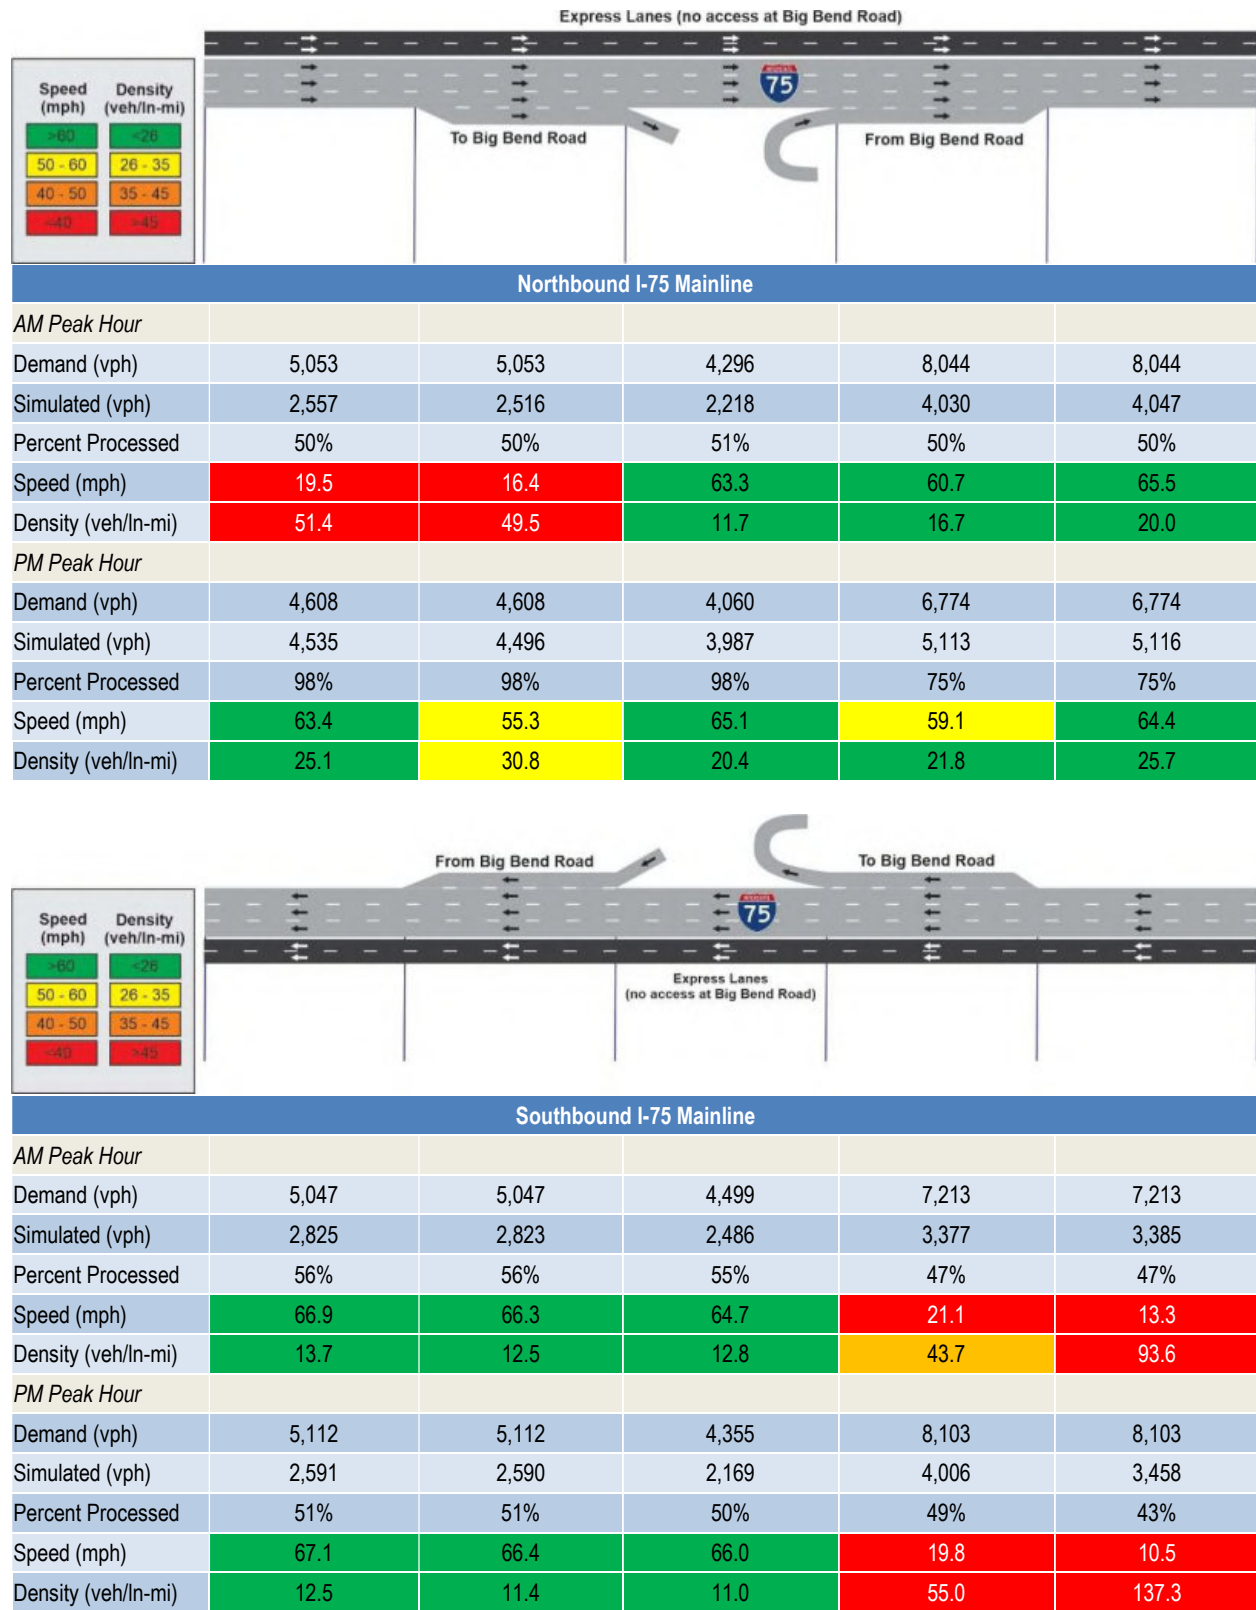 Express Lanes (no access at Big Bend Road)
Speed (mph) Density (veh/ln-mi)
>60 <26
50 - 60 26 - 35
40 - 50 35 - 45
<40 >45
75
To Big Bend Road From Big Bend Road
Northbound I-75 Mainline
AM Peak Hour
Demand (vph) 5,053 5,053 4,296 8,044 8,044
Simulated (vph) 2,557 2,516 2,218 4,030 4,047
Percent Processed 50% 50% 51% 50% 50%
Speed (mph) 19.5 16.4 63.3 60.7 65.5
Density (veh/ln-mi) 51.4 49.5 11.7 16.7 20.0
PM Peak Hour
Demand (vph) 4,608 4,608 4,060 6,774 6,774
Simulated (vph) 4,535 4,496 3,987 5,113 5,116
Percent Processed 98% 98% 98% 75% 75%
Speed (mph) 63.4 55.3 65.1 59.1 64.4
Density (veh/ln-mi) 25.1 30.8 20.4 21.8 25.7
From Big Bend Road To Big Bend Road
75
Speed (mph) Density (veh/ln-mi)
>60 <26
50 - 60 26 - 35
40 - 50 35 - 45
<40 >45
Express Lanes
(no access at Big Bend Road)
Southbound I-75 Mainline
AM Peak Hour
Demand (vph) 5,047 5,047 4,499 7,213 7,213
Simulated (vph) 2,825 2,823 2,486 3,377 3,385
Percent Processed 56% 56% 55% 47% 47%
Speed (mph) 66.9 66.3 64.7 21.1 13.3
Density (veh/ln-mi) 13.7 12.5 12.8 43.7 93.6
PM Peak Hour
Demand (vph) 5,112 5,112 4,355 8,103 8,103
Simulated (vph) 2,591 2,590 2,169 4,006 3,458
Percent Processed 51% 51% 50% 49% 43%
Speed (mph) 67.1 66.4 66.0 19.8 10.5
Density (veh/ln-mi) 12.5 11.4 11.0 55.0 137.3